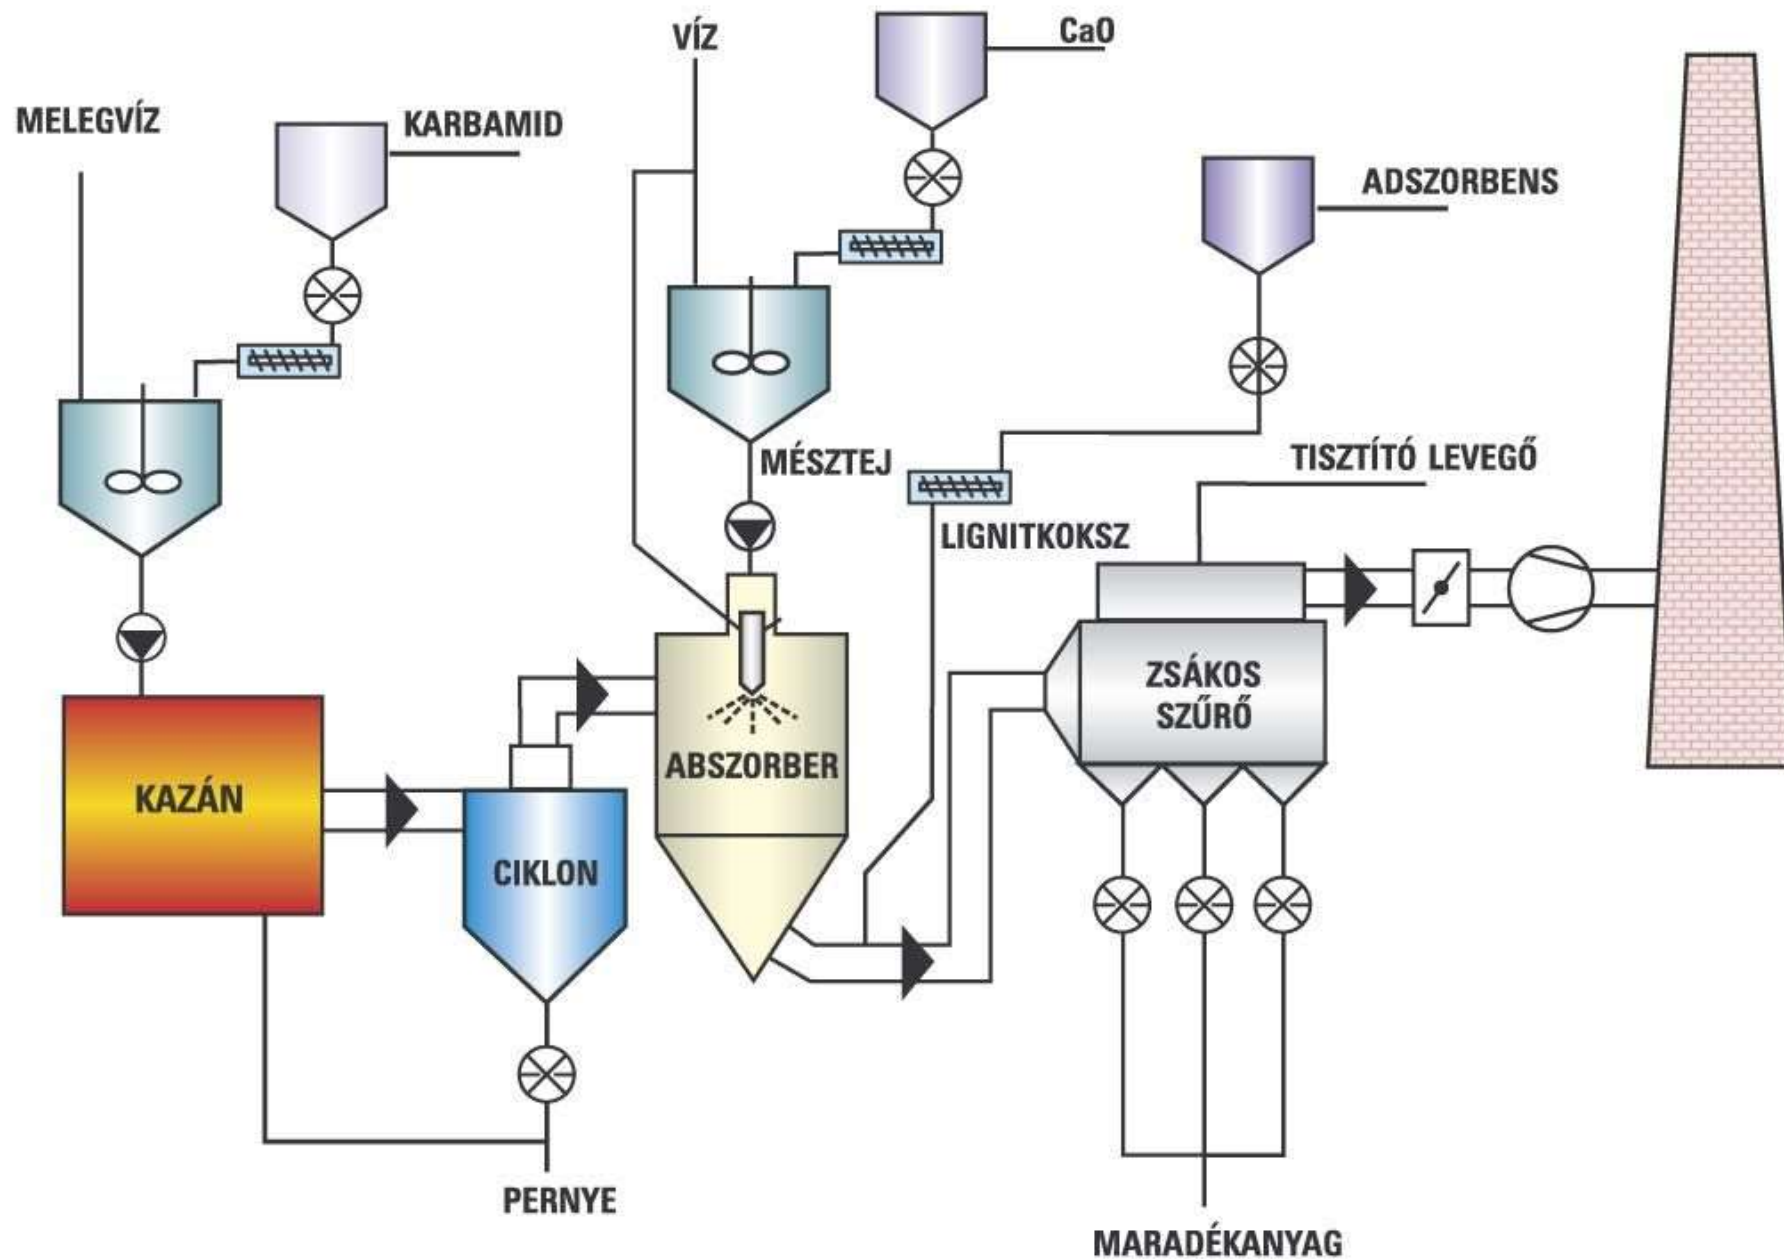 VÍZ
CaO
MELEGVÍZ
KARBAMID
ADSZORBENS
MÉSZTEJ
TISZTÍTÓ LEVEGŐ
LIGNITKOKSZ
ZSÁKOS
SZŰRŐ
ABSZORBER
KAZÁN
CIKLON
PERNYE
MARADÉKANYAG